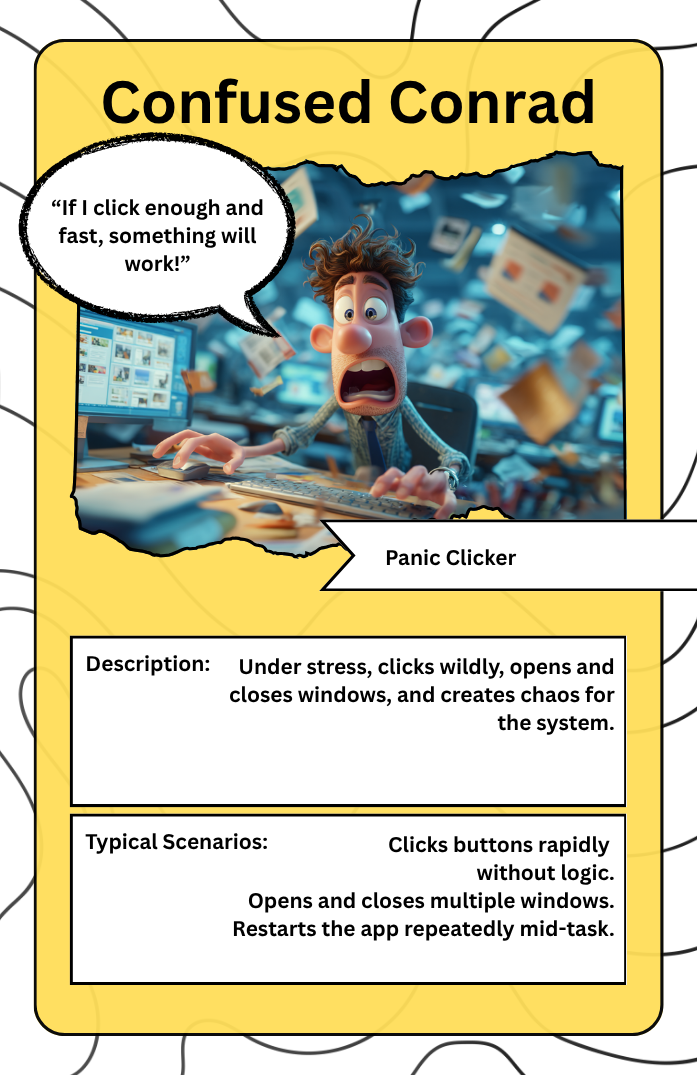 Confused Conrad
“If I click enough and
fast, something will
work!”
Panic Clicker
Description:
Under stress, clicks wildly, opens and
closes windows, and creates chaos for
the system.
Typical Scenarios:
Clicks buttons rapidly
without logic.
Opens and closes multiple windows.
Restarts the app repeatedly mid-task.